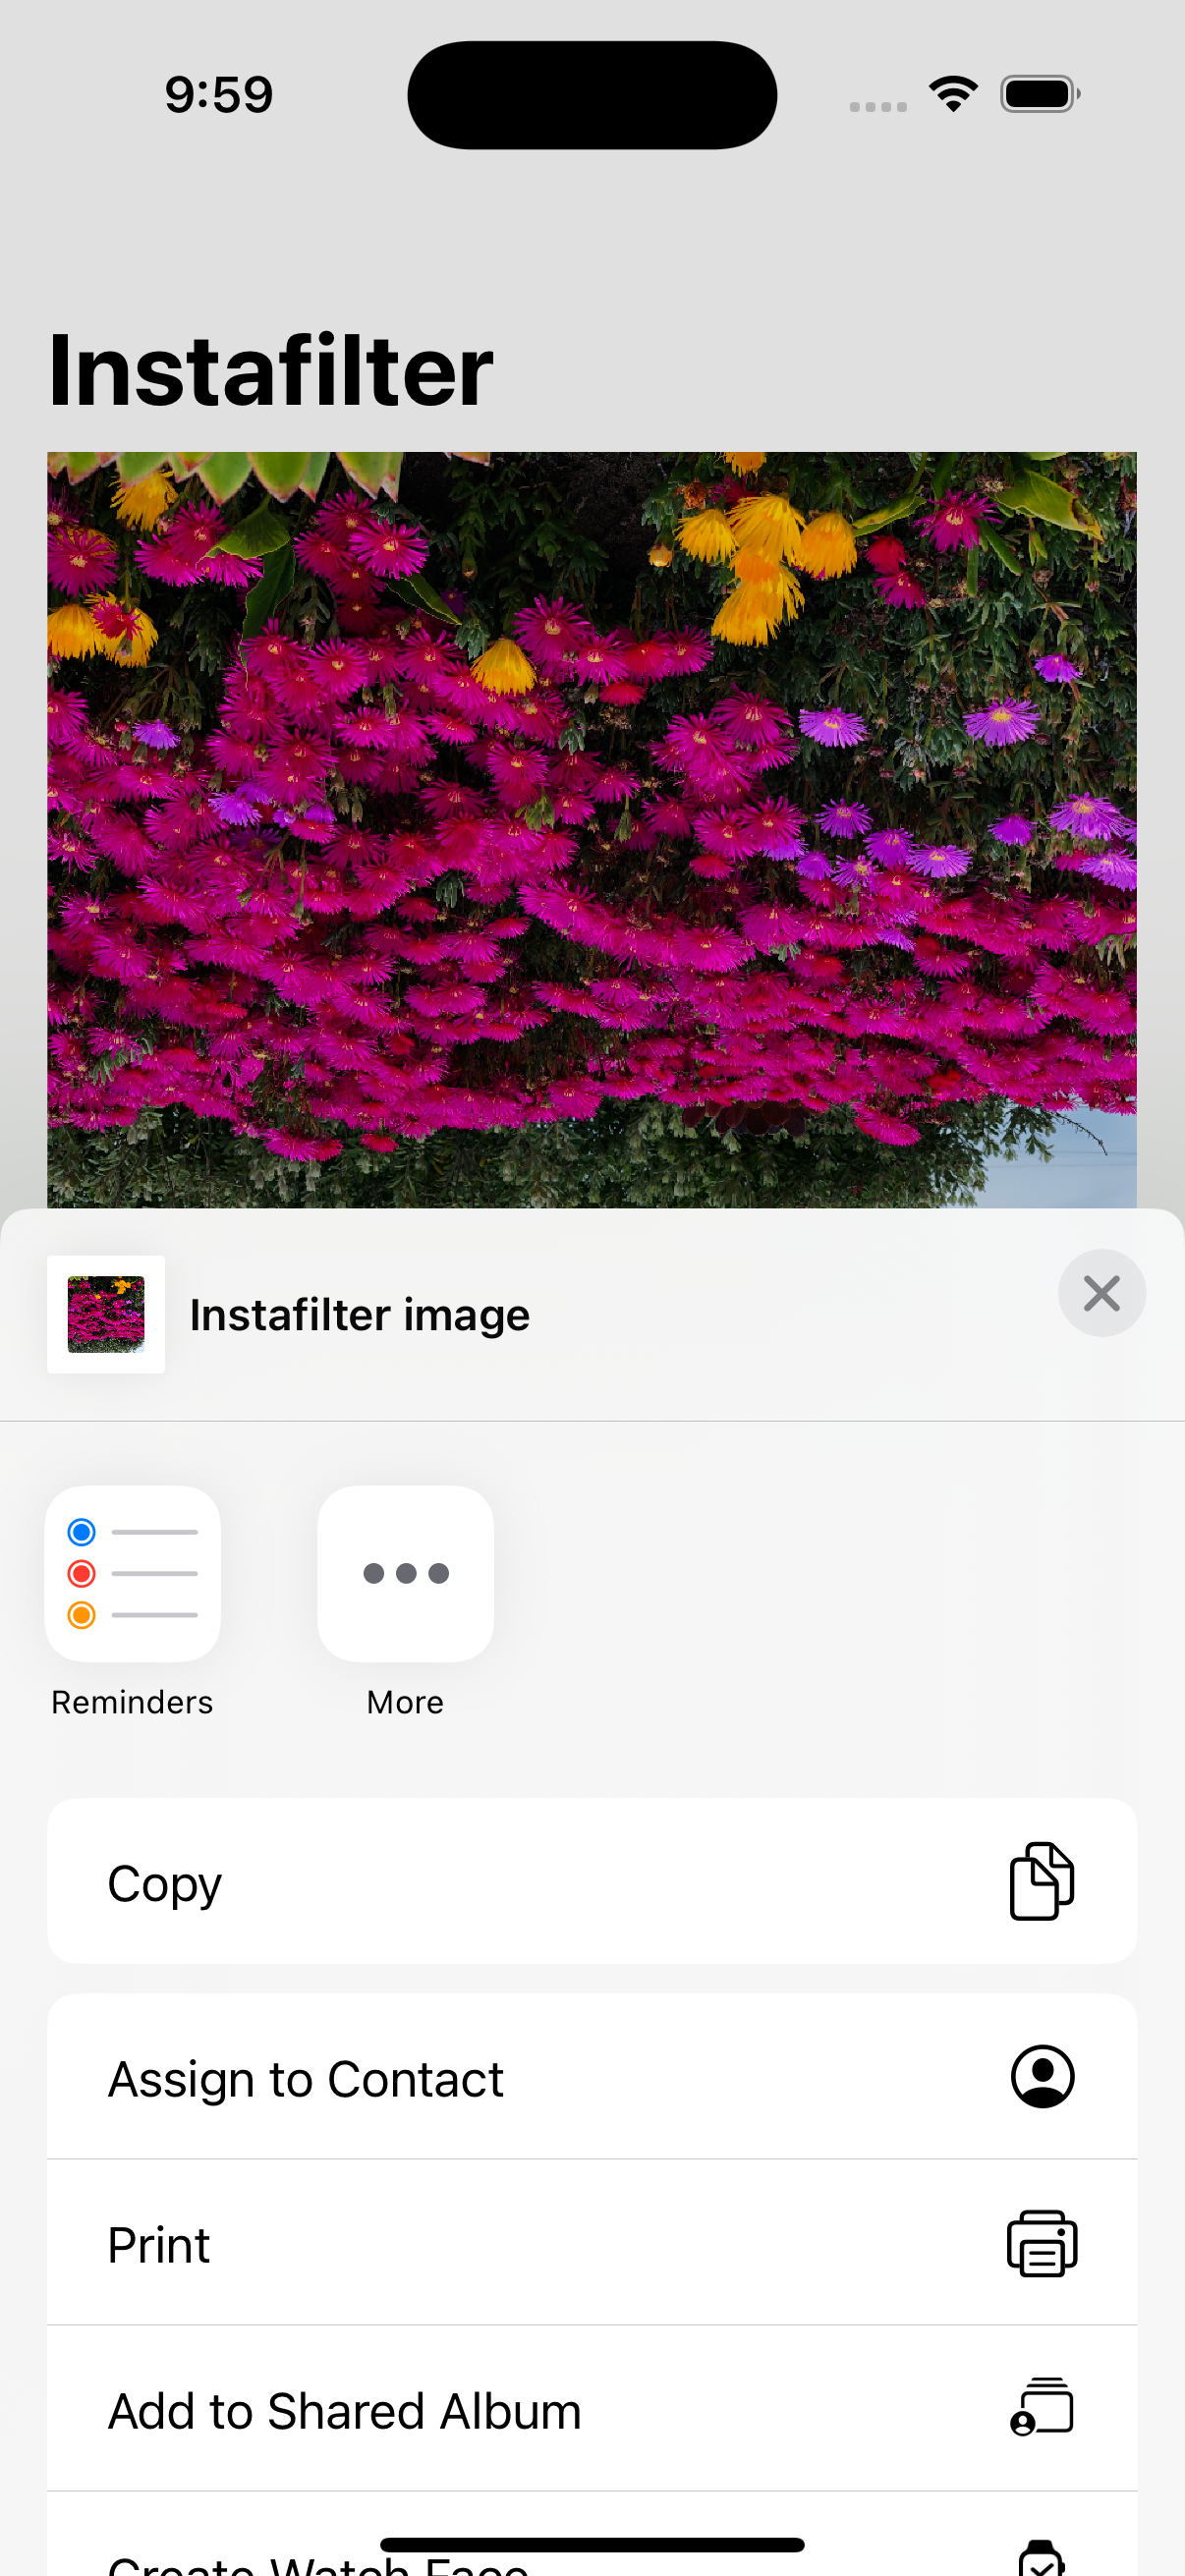 9:59
Instafilter
Instafilter image
Reminders
More
Copy
Assign to Contact
Print
Add to Shared Album
Create Watch Face